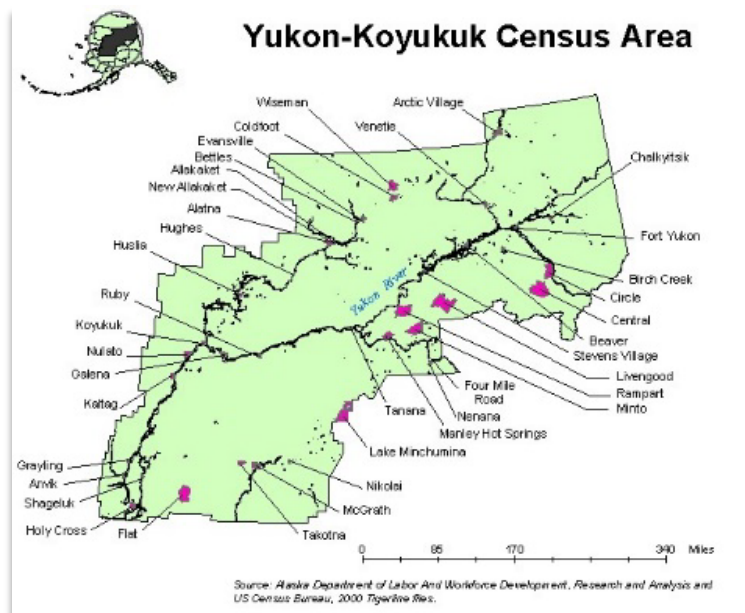 Yukon-Koyukuk Census Area
Wiseman
Arctic Village
Coldfoot
Venetie
Evansville
Bettles
Allakaket
New Allakaket
Alatna
Hughes
Huslia
Ruby
Koyukuk
Nulato
Galena
Kaltag
Grayling
Anvik
Shageluk
Holy Cross
Flat
Chalkyitsik
Fort Yukon
Birch Creek
Circle
Central
Beaver
Stevens Village
Livengood
Rampart
Minto
Yukon River
Four Mile
Road
Nenana
Tanana
Manley Hot Springs
Lake Minchumina
Nikolai
McGrath
Takotna
0 85 170 340 Miles
Source: Alaska Department of Labor And Workforce Development, Research and Analysis and
US Census Bureau, 2000 Tigerline files.